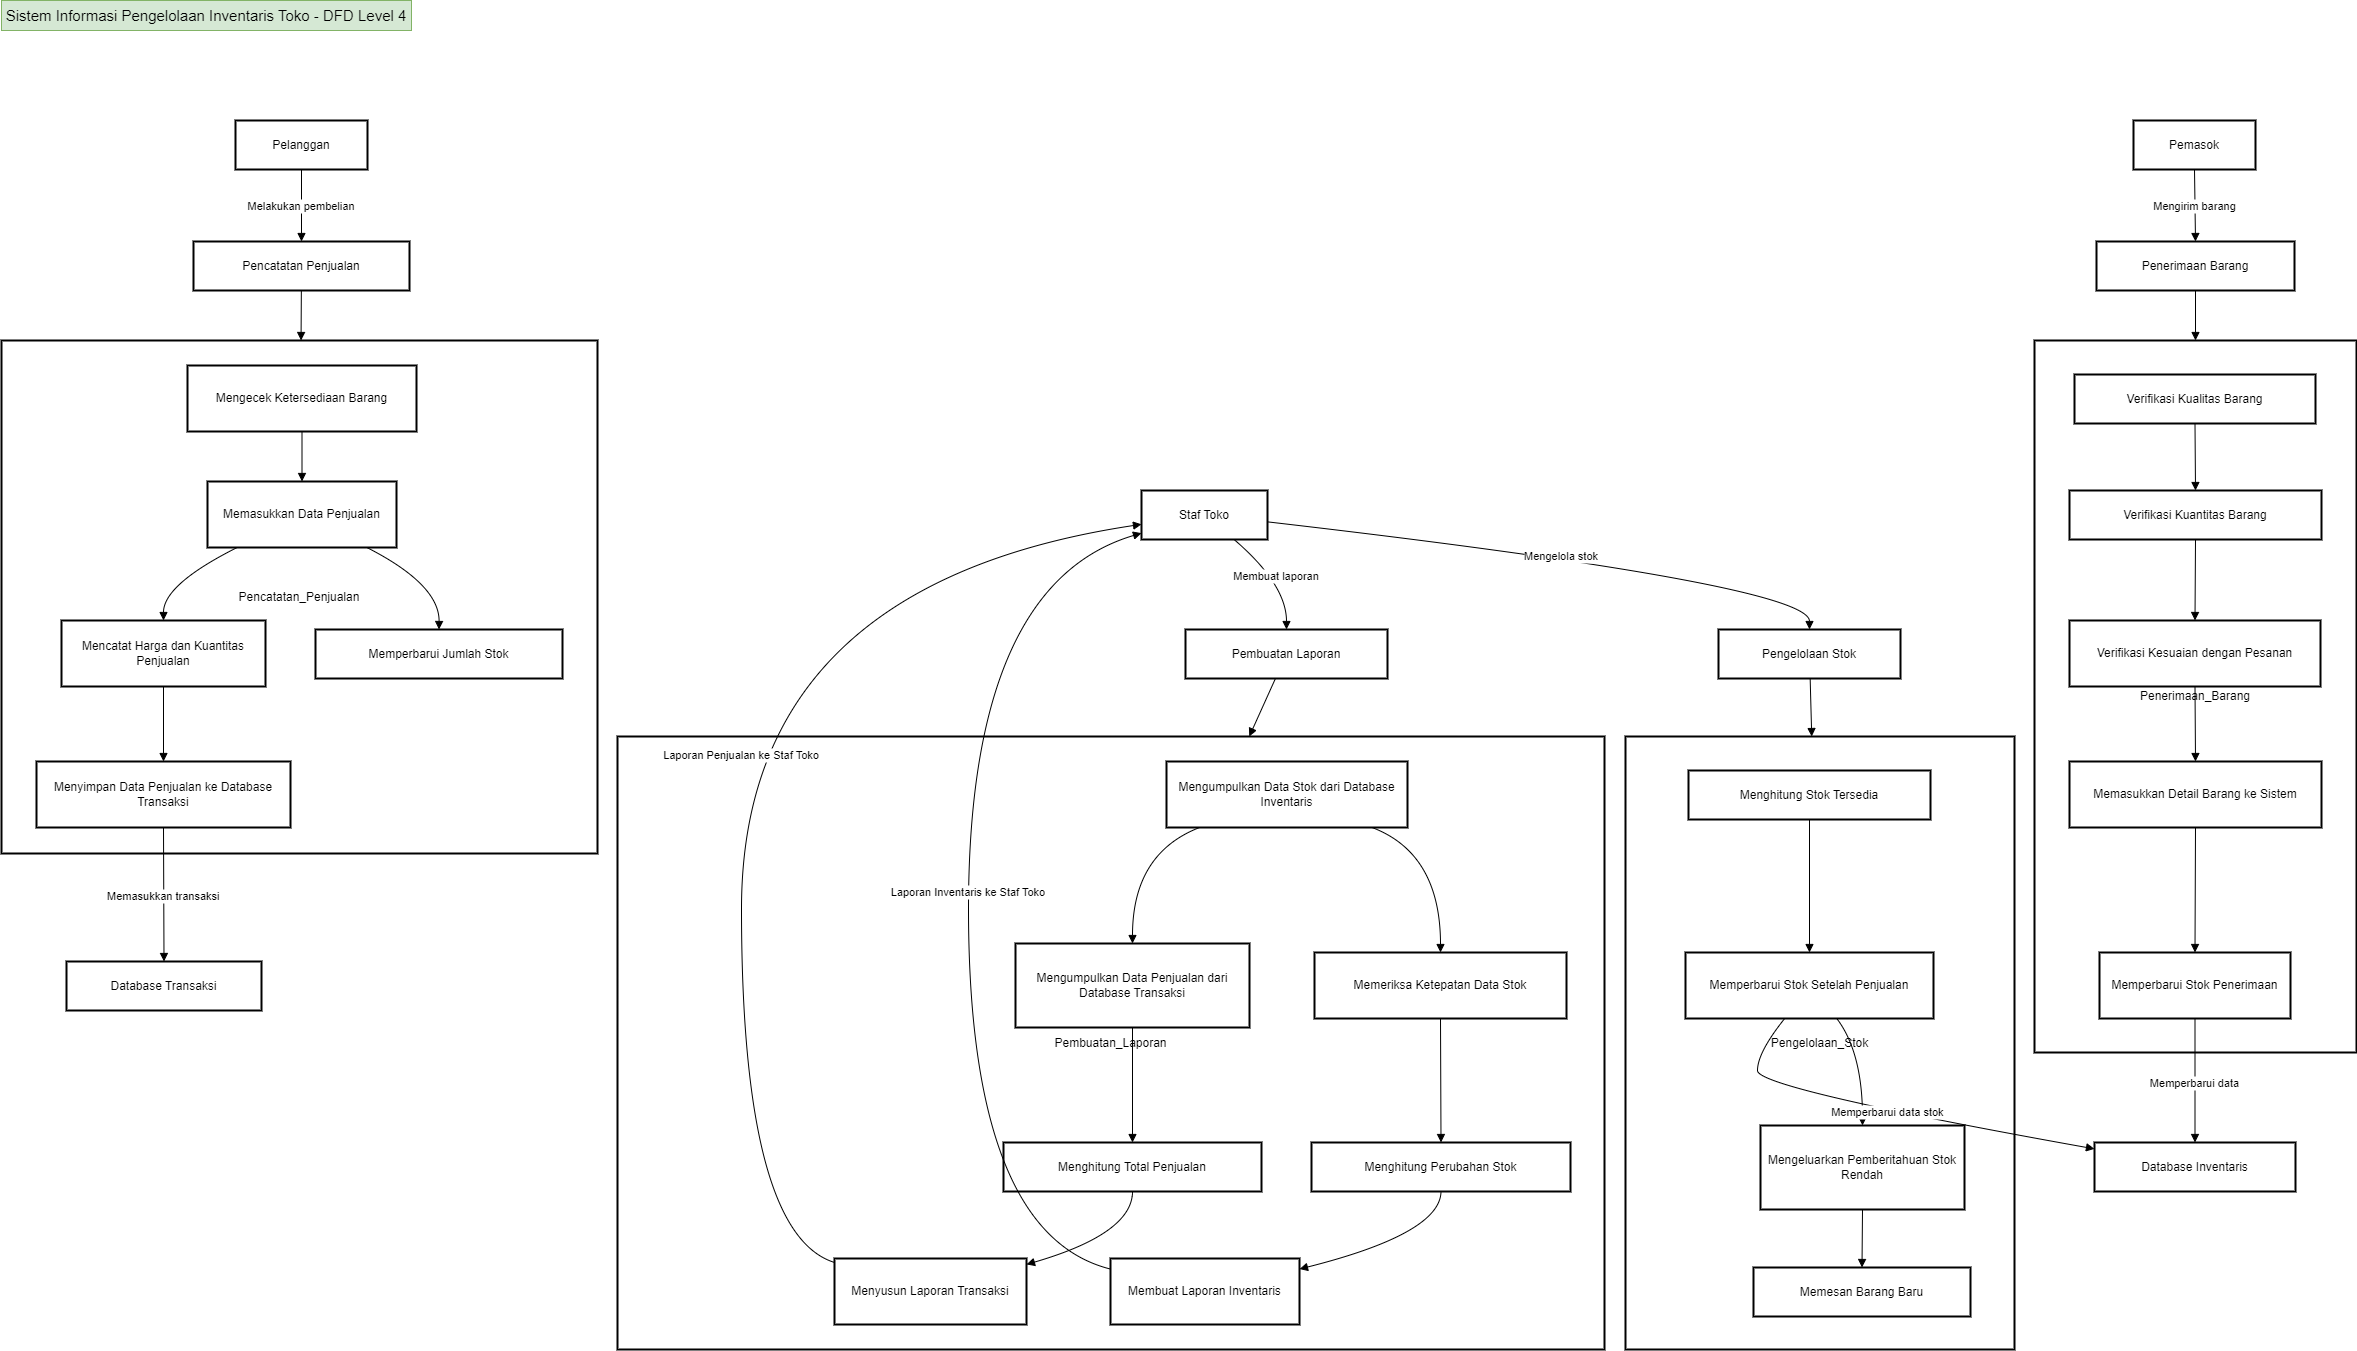 Sistem Informasi Pengelolaan Inventaris Toko - DFD Level 4
Pelanggan
Melakukan pembelian
Pencatatan Penjualan
Mengecek Ketersediaan Barang
Memasukkan Data Penjualan
Pencatatan_Penjualan
Mencatat Harga dan Kuantitas
Penjualan
Memperbarui Jumlah Stok
Menyimpan Data Penjualan ke Database
Transaksi
Memasukkan transaksi
Database Transaksi
Staf Toko
Membuat laporan
Mengelola stok
Pembuatan Laporan
Laporan Penjualan ke Staf Toko
Mengumpulkan Data Stok dari Database
Inventaris
Laporan Inventaris ke Staf Toko
Mengumpulkan Data Penjualan dari
Database Transaksi
Memeriksa Ketepatan Data Stok
Pembuatan_Laporan
Menghitung Total Penjualan
Menghitung Perubahan Stok
Menyusun Laporan Transaksi
Membuat Laporan Inventaris
Pengelolaan Stok
Menghitung Stok Tersedia
Memperbarui Stok Setelah Penjualan
Pengelolaan_Stok
Memperbarui data stok
Mengeluarkan Pemberitahuan Stok
Rendah
Memesan Barang Baru
Pemasok
Mengirim barang
Penerimaan Barang
Verifikasi Kualitas Barang
Verifikasi Kuantitas Barang
Verifikasi Kesuaian dengan Pesanan
Penerimaan_Barang
Memasukkan Detail Barang ke Sistem
Memperbarui Stok Penerimaan
Memperbarui data
Database Inventaris